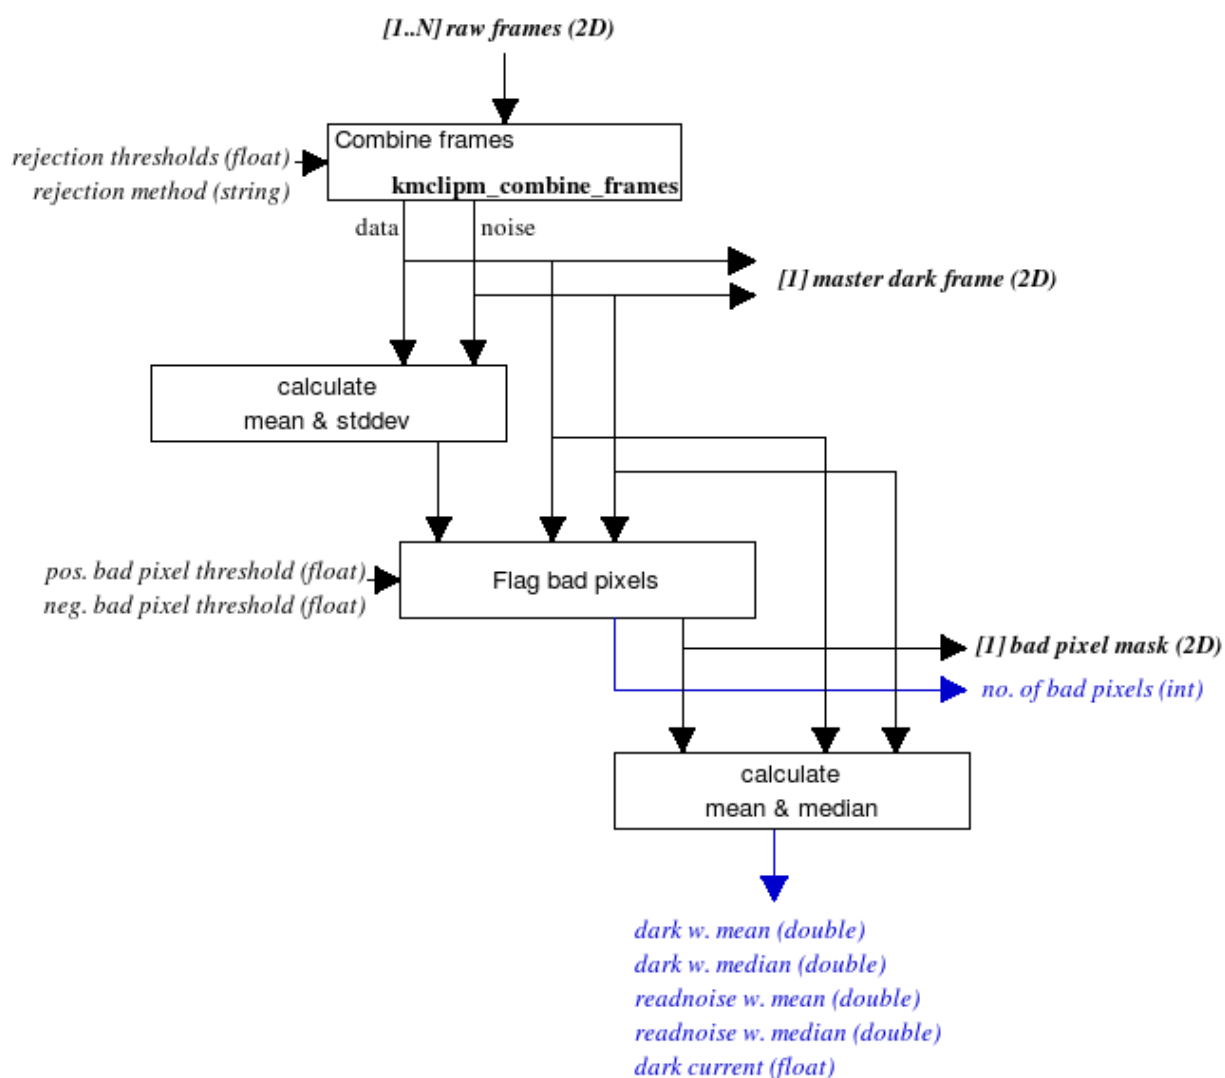 [1..N] raw frames (2D)
Combine frames
rejection thresholds (float)
rejection method (string)
kmclipm_combine_frames
data
noise
[1] master dark frame (2D)
calculate
mean & stddev
pos. bad pixel threshold (float)
neg. bad pixel threshold (float)
Flag bad pixels
[1] bad pixel mask (2D)
no. of bad pixels (int)
calculate
mean & median
dark w. mean (double)
dark w. median (double)
readnoise w. mean (double)
readnoise w. median (double)
dark current (float)